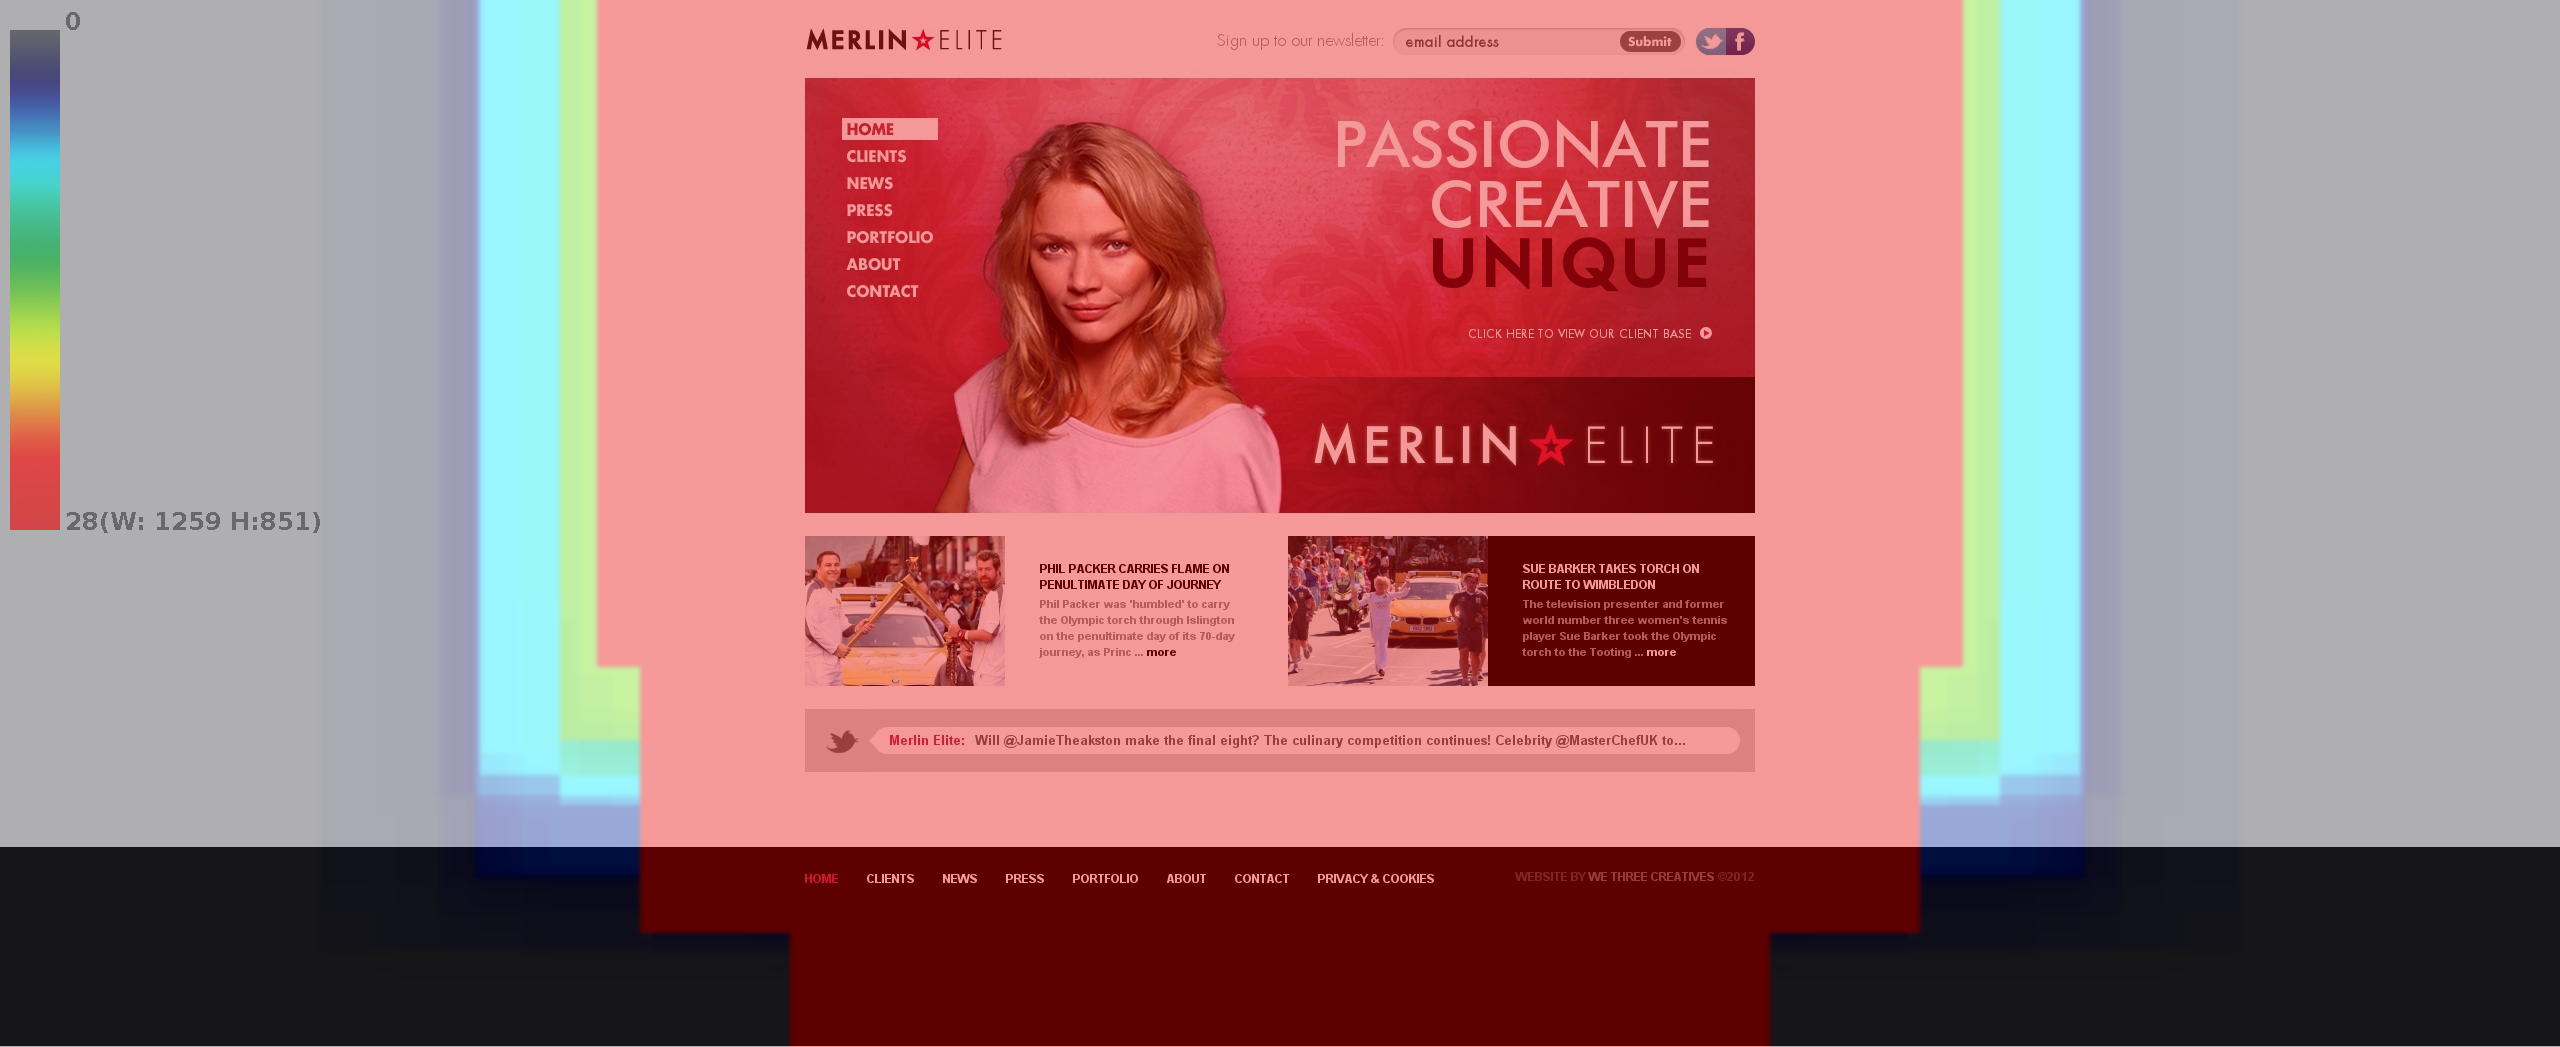 0
28(W: 1259 H:851)
MERLIN ELITE
Sign up to our newsletter: email address Submit
HOME
CLIENTS
NEWS
PRESS
PORTFOLIO
ABOUT
CONTACT
PASSIONATE
CREATIVE
UNIQUE
CLICK HERE TO VIEW OUR CLIENT BASE
MERLIN ELITE
PHIL PACKER CARRIES FLAME ON
PENULTIMATE DAY OF JOURNEY
Phil Packer was 'humbled' to carry
the Olympic torch through Islington
on the penultimate day of its 70-day
journey, as Princ ... more
SUE BARKER TAKES TORCH ON
ROUTE TO WIMBLEDON
The television presenter and former
world number three women's tennis
player Sue Barker took the Olympic
torch to the Tooting ... more
Merlin Elite: Will @JamieTheakston make the final eight? The culinary competition continues! Celebrity @MasterChefUK to...
HOME CLIENTS NEWS PRESS PORTFOLIO ABOUT CONTACT PRIVACY & COOKIES WEBSITE BY WE THREE CREATIVES ©2012